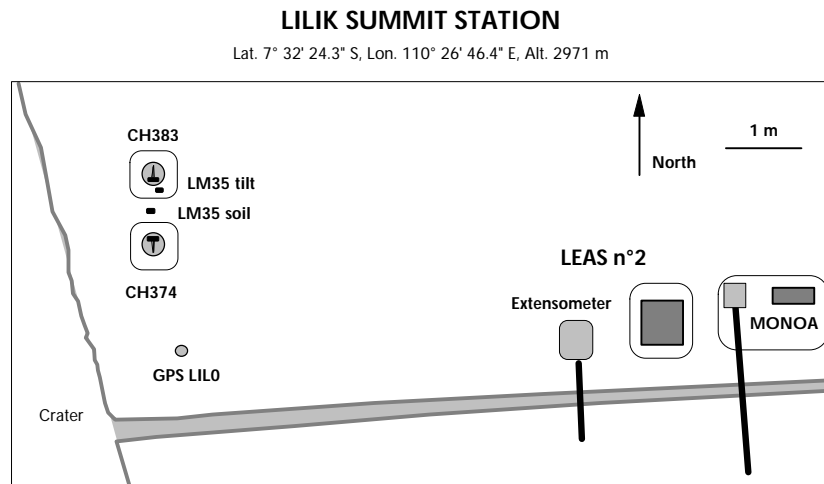 LILIK SUMMIT STATION
Lat. 7° 32' 24.3" S, Lon. 110° 26' 46.4" E, Alt. 2971 m
CH383
1 m
North
LM35 tilt
LM35 soil
LEAS n°2
CH374
Extensometer
MONOA
GPS LIL0
Crater